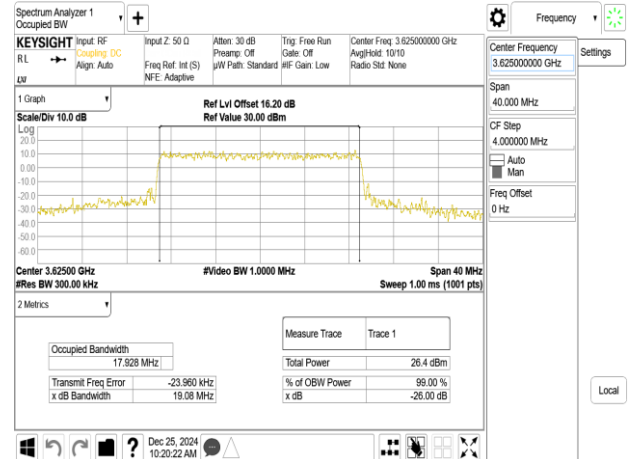 Spectrum Analyzer 1
Occupied BW
Frequency
KEYSIGHT
Input: RF
Coupling: DC
Align: Auto
Input Z: 50 Ω
Freq Ref: Int (S)
NFE: Adaptive
Atten: 30 dB
Preamp: Off
µW Path: Standard
Trig: Free Run
Gate: Off
#IF Gain: Low
Center Freq: 3.625000000 GHz
Avg|Hold: 10/10
Radio Std: None
RL
LXI
Center Frequency
3.625000000 GHz
Settings
Span
40.000 MHz
CF Step
4.000000 MHz
Auto
Man
Freq Offset
0 Hz
Local
1 Graph
Scale/Div 10.0 dB
Ref Lvl Offset 16.20 dB
Ref Value 30.00 dBm
Log
20.0
10.0
0.00
-10.0
-20.0
-30.0
-40.0
-50.0
-60.0
Center 3.62500 GHz
#Video BW 1.0000 MHz
Span 40 MHz
#Res BW 300.00 kHz
Sweep 1.00 ms (1001 pts)
2 Metrics
Measure Trace Trace 1
Occupied Bandwidth
17.928 MHz
Total Power 26.4 dBm
Transmit Freq Error -23.960 kHz
% of OBW Power 99.00 %
x dB Bandwidth 19.08 MHz
x dB -26.00 dB
?
Dec 25, 2024
10:20:22 AM